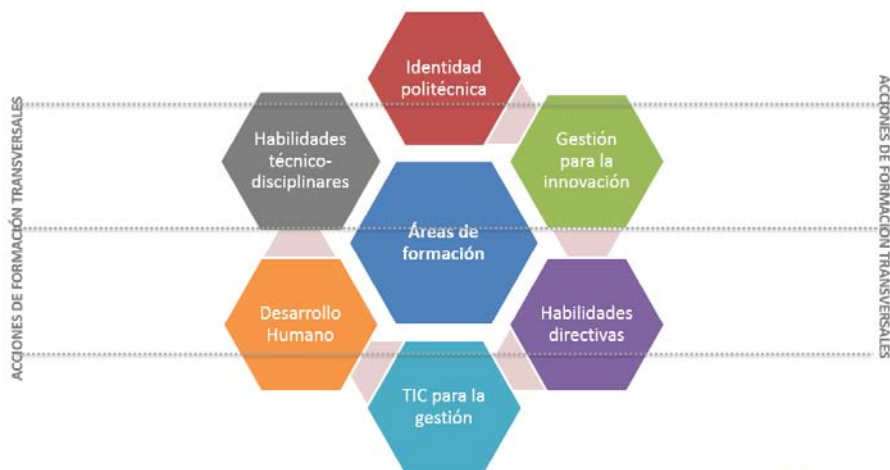 Identidad
politécnica
Habilidades
técnico-
disciplinares
Gestión
para la
innovación
Áreas de
formación
Desarrollo
Humano
Habilidades
directivas
TIC para la
gestión
ACCIONES DE FORMACIÓN TRANSVERSALES
ACCIONES DE FORMACIÓN TRANSVERSALES